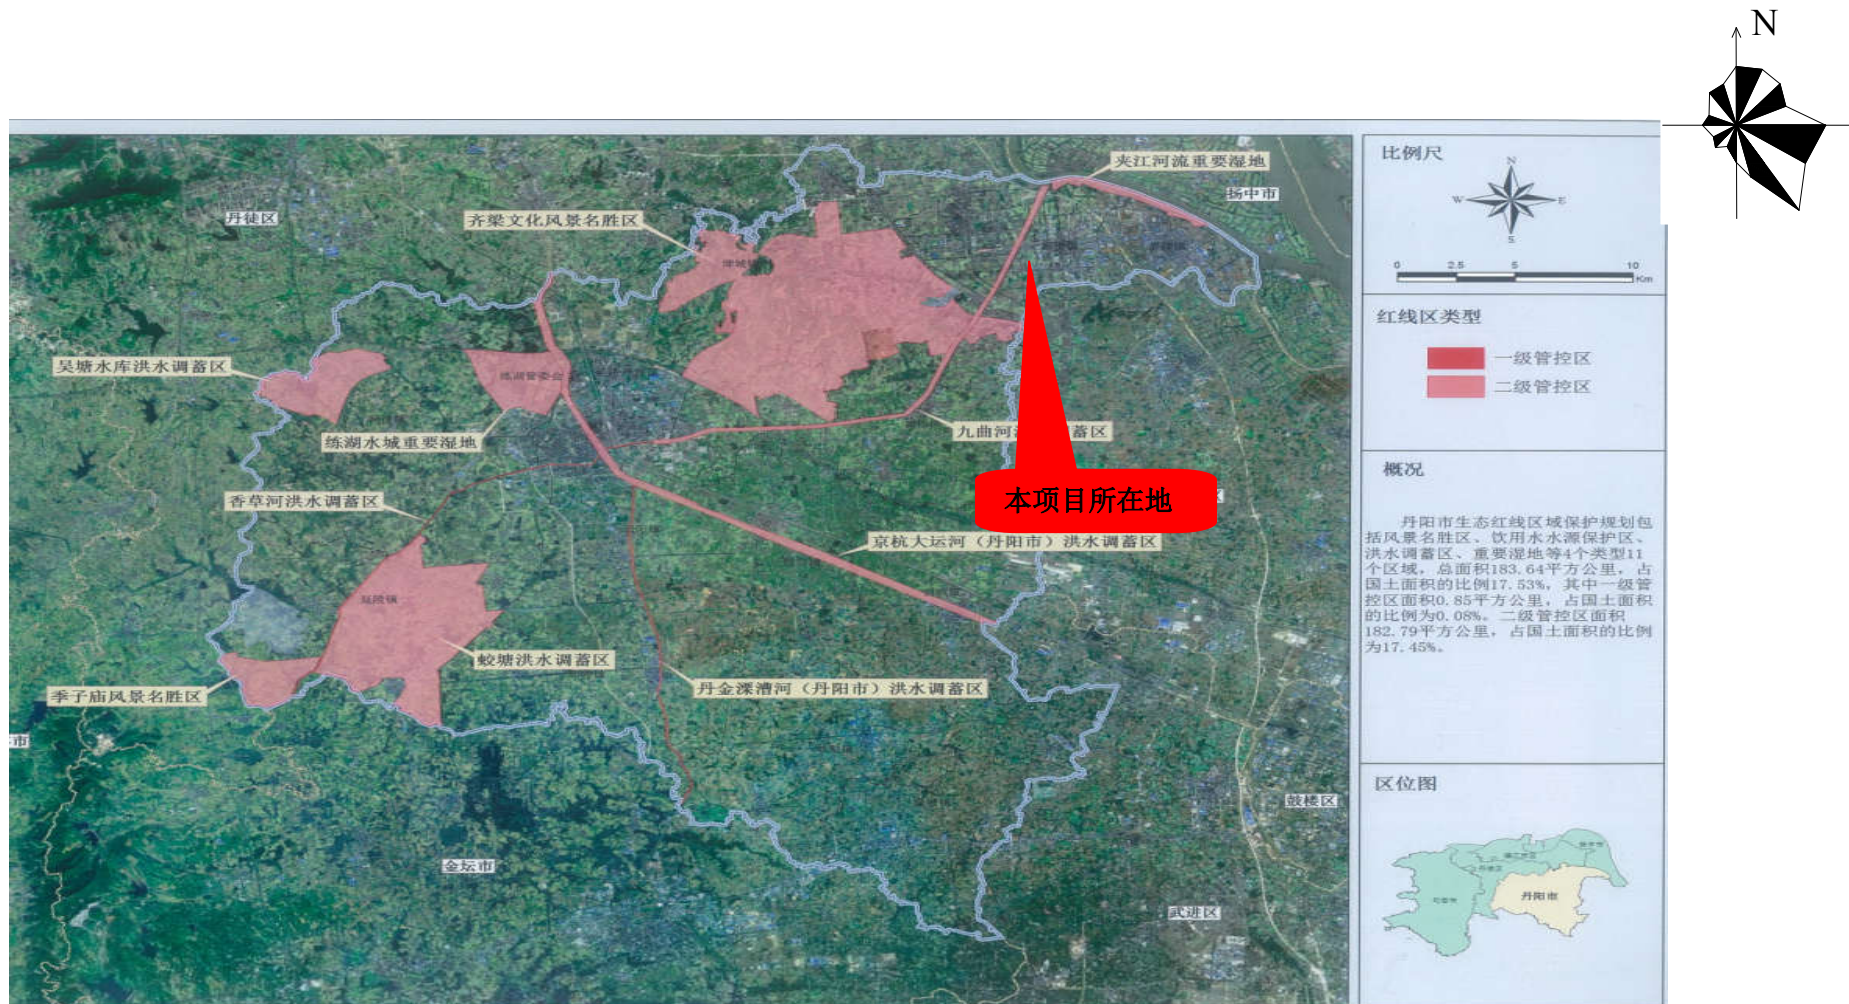 N
夹江河流重要湿地
扬中市
丹徒区
齐梁文化风景名胜区
吴塘水库洪水调蓄区
练湖管委会
练湖水城重要湿地
九曲河洪
蓄区
香草河洪水调蓄区
本项目所在地
区
京杭大运河（丹阳市）洪水调蓄区
延陵镇
蛟塘洪水调蓄区
季子庙风景名胜区
丹金溧漕河（丹阳市）洪水调蓄区
市
金坛市
鼓楼区
武进区
比例尺
N
W
E
S
0 2.5 5 10
Km
红线区类型
一级管控区
二级管控区
概况
丹阳市生态红线区域保护规划包
括风景名胜区、饮用水水源保护区、
洪水调蓄区、重要湿地等4个类型11
个区域，总面积183.64平方公里，占
国土面积的比例17.53%，其中一级管
控区面积0.85平方公里，占国土面积
的比例为0.08%。二级管控区面积
182.79平方公里，占国土面积的比例
为17.45%。
区位图
丹阳市